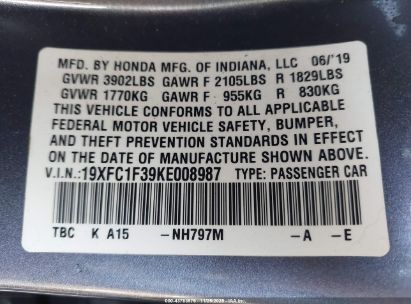 MFD. BY HONDA MFG. OF INDIANA, LLC 06/'19
GVWR 3902LBS GAWR F 2105LBS R 1829LBS
GVWR 1770KG GAWR F 955KG R 830KG
THIS VEHICLE CONFORMS TO ALL APPLICABLE
FEDERAL MOTOR VEHICLE SAFETY, BUMPER,
AND THEFT PREVENTION STANDARDS IN EFFECT
ON THE DATE OF MANUFACTURE SHOWN ABOVE.
V.I.N.:19XFC1F39KE008987 TYPE: PASSENGER CAR
TBC K A15 -NH797M -A -E